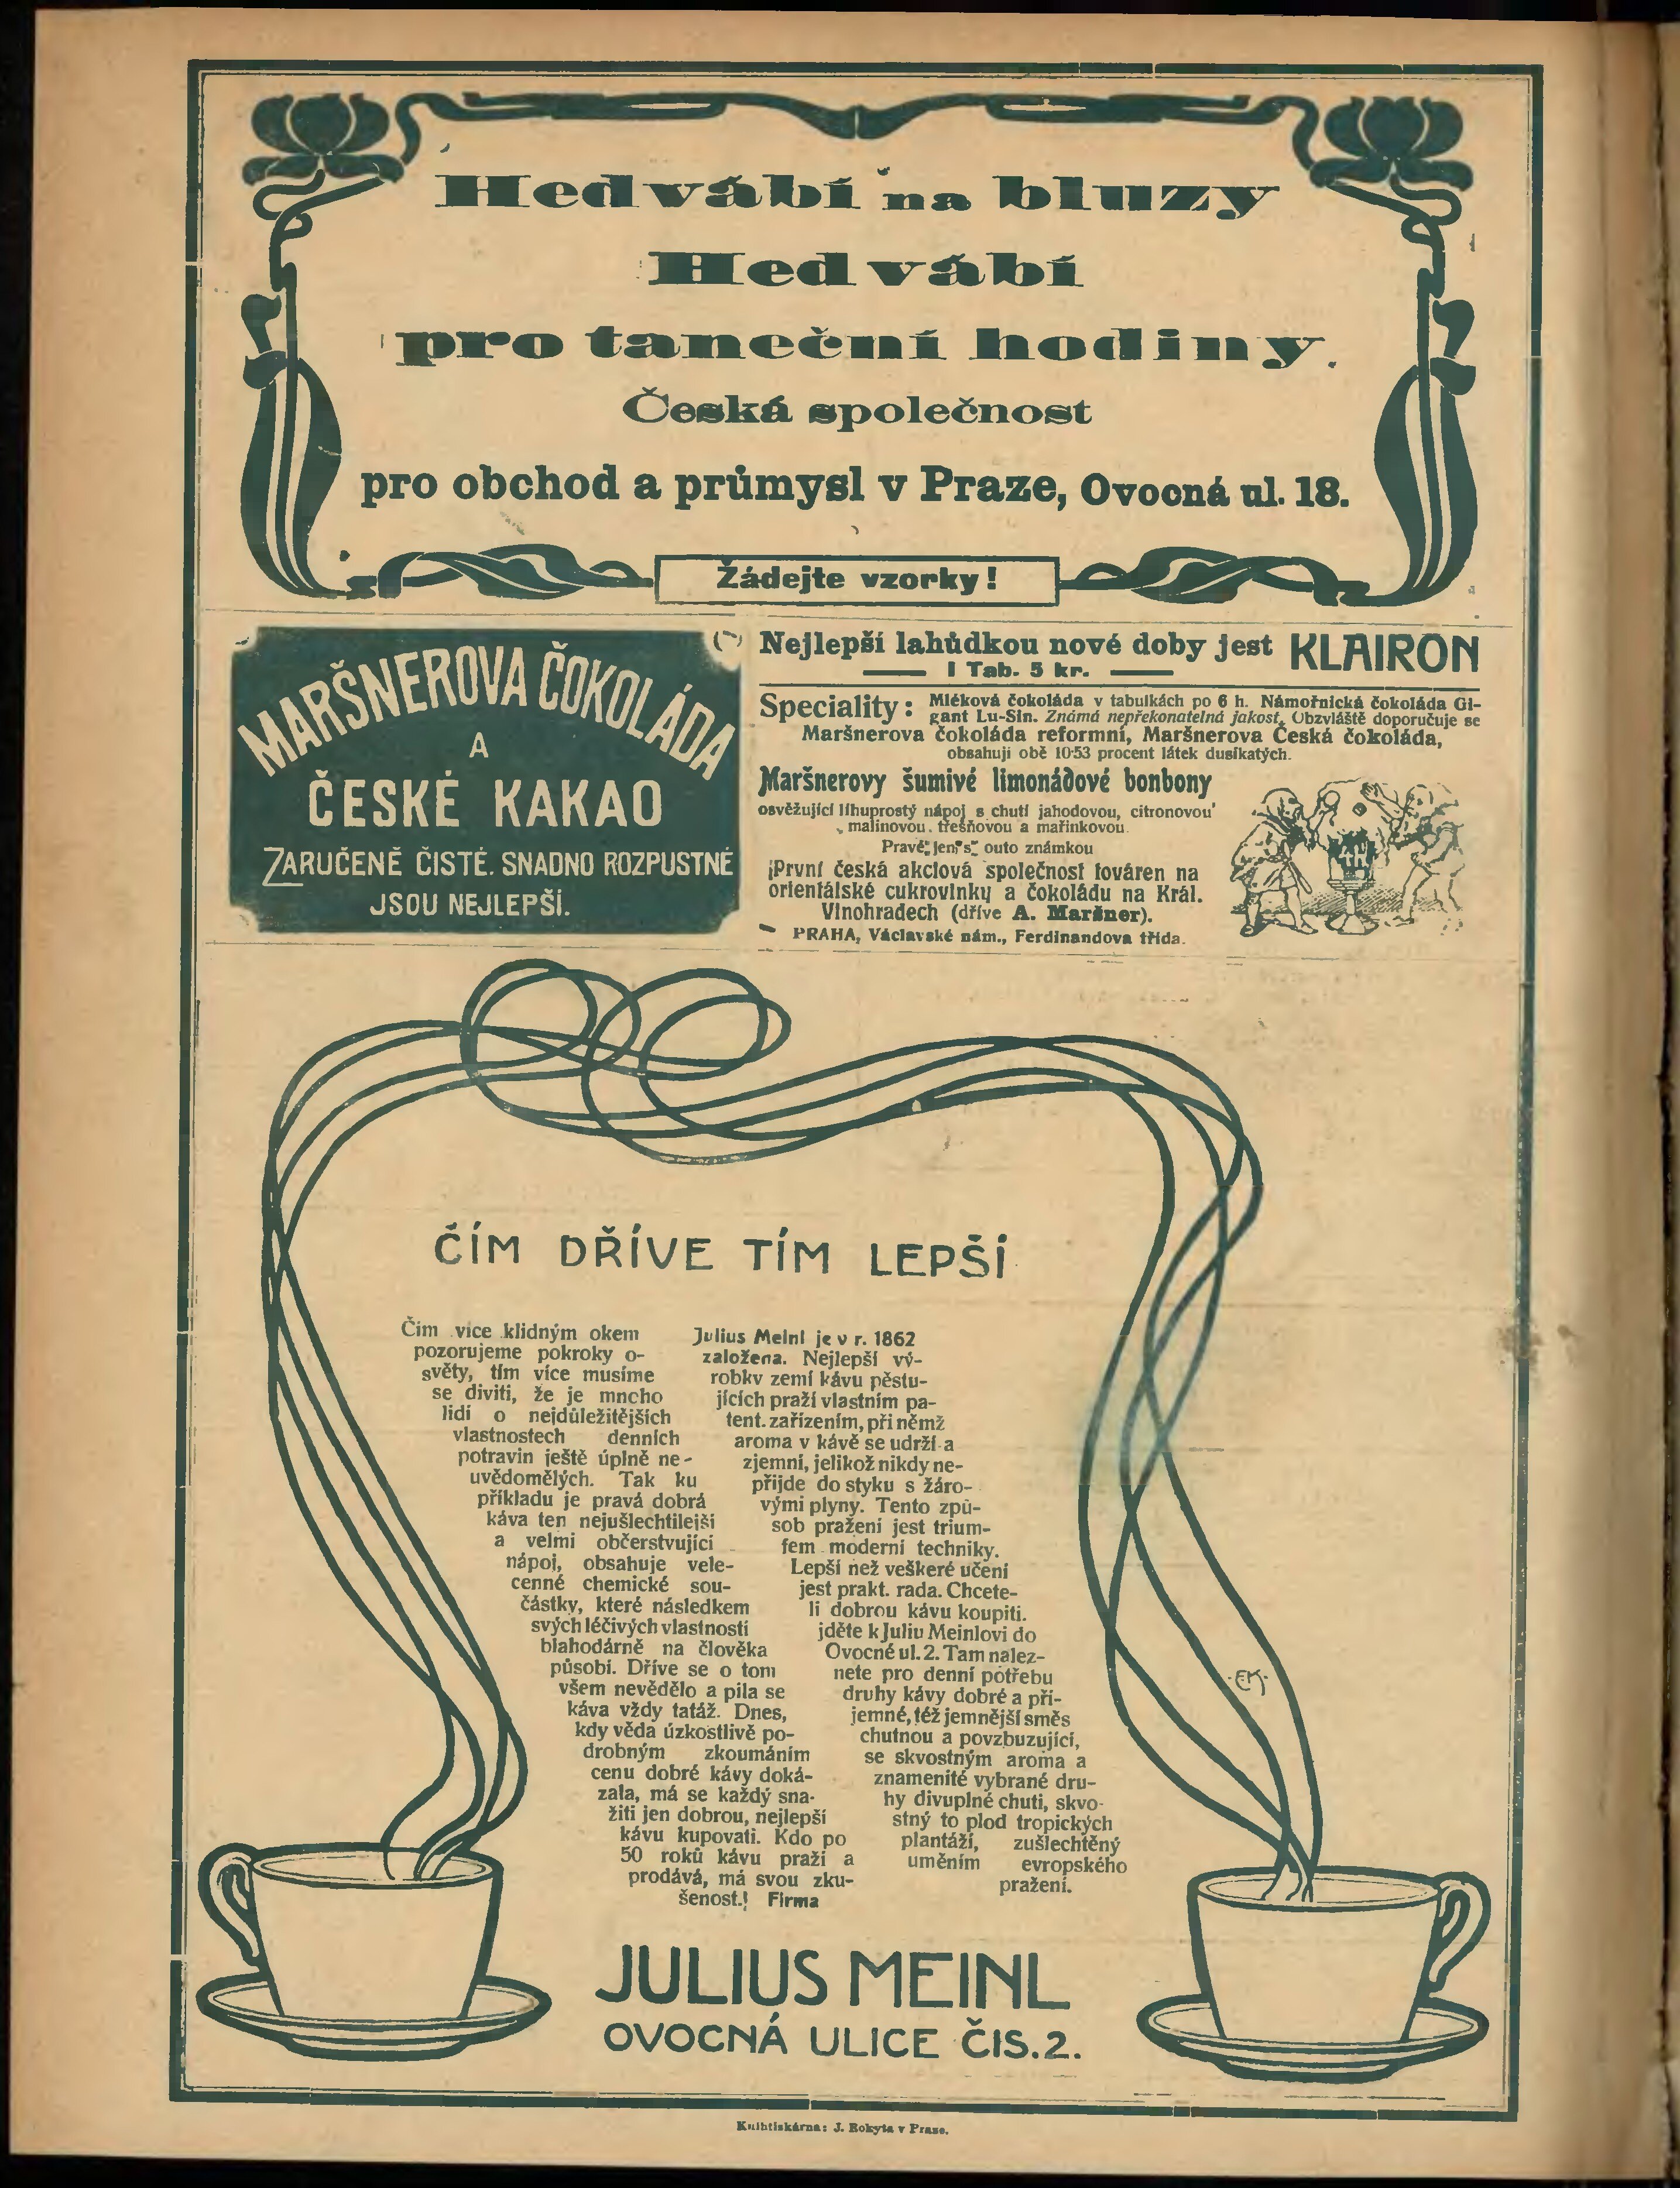 Hedvábí na bluzy
Hedvábí
pro taneční hodiny.
Česká společnost
pro obchod a průmysl v Praze, Ovocná ul. 18.
Žádejte vzorky!
MARŠNEROVA ČOKOLÁDA
A
ČESKÉ KAKAO
ZARUČENĚ ČISTÉ. SNADNO ROZPUSTNÉ
JSOU NEJLEPŠÍ.
Nejlepší lahůdkou nové doby jest KLAIRON
1 Tab. 5 kr.
Speciality: Mléková čokoláda v tabulkách po 6 h. Námořnická čokoláda Gi-
gant Lu-Sin. Známá nepřekonatelná jakost. Obzvláště doporučuje se
Maršnerova čokoláda reformní, Maršnerova Česká čokoláda,
obsahují obě 10·53 procent látek dusíkatých.
Maršnerovy šumivé limonádové bonbony
osvěžující líhuprostý nápoj s chutí jahodovou, citronovou
malinovou. třešňovou a mařinkovou
Pravé jen s outo známkou
První česká akciová společnost továren na
orientálské cukrovinky a čokoládu na Král.
Vinohradech (dříve A. Maršner).
PRAHA, Václavské nám., Ferdinandova třída.
ČÍM DŘÍVE TÍM LEPŠÍ
Čím více klidným okem
pozorujeme pokroky o-
světy, tím více musíme
se diviti, že je mnoho
lidí o nejdůležitějších
vlastnostech denních
potravin ještě úplně ne-
uvědomělých. Tak ku
příkladu je pravá dobrá
káva ten nejušlechtilejší
a velmi občerstvující
nápoj, obsahuje vele-
cenné chemické sou-
částky, které následkem
svých léčivých vlastností
blahodárně na člověka
působí. Dříve se o tom
všem nevědělo a pila se
káva vždy tatáž. Dnes,
kdy věda úzkostlivě po-
drobným zkoumáním
cenu dobré kávy doká-
zala, má se každý sna-
žiti jen dobrou, nejlepší
kávu kupovati. Kdo po
50 roků kávu praží a
prodává, má svou zku-
šenost.! Firma
Julius Meinl je v r. 1862
založena. Nejlepší vý-
robky zemí kávu pěstu-
jících praží vlastním pa-
tent. zařízením, při němž
aroma v kávě se udrží a
zjemní, jelikož nikdy ne-
přijde do styku s žáro-
vými plyny. Tento způ-
sob pražení jest trium-
fem moderní techniky.
Lepší než veškeré učení
jest prakt. rada. Chcete-
li dobrou kávu koupiti.
jděte k Juliu Meinlovi do
Ovocné ul. 2. Tam nalez-
nete pro denní potřebu
druhy kávy dobré a pří-
jemné, též jemnější směs
chutnou a povzbuzující,
se skvostným aroma a
znamenité vybrané dru-
hy divuplné chuti, skvo-
stný to plod tropických
plantáží, zušlechtěný
uměním evropského
pražení.
EK
JULIUS MEINL
OVOCNÁ ULICE ČIS. 2.
Knihtiskárna: J. Rokyta v Praze.